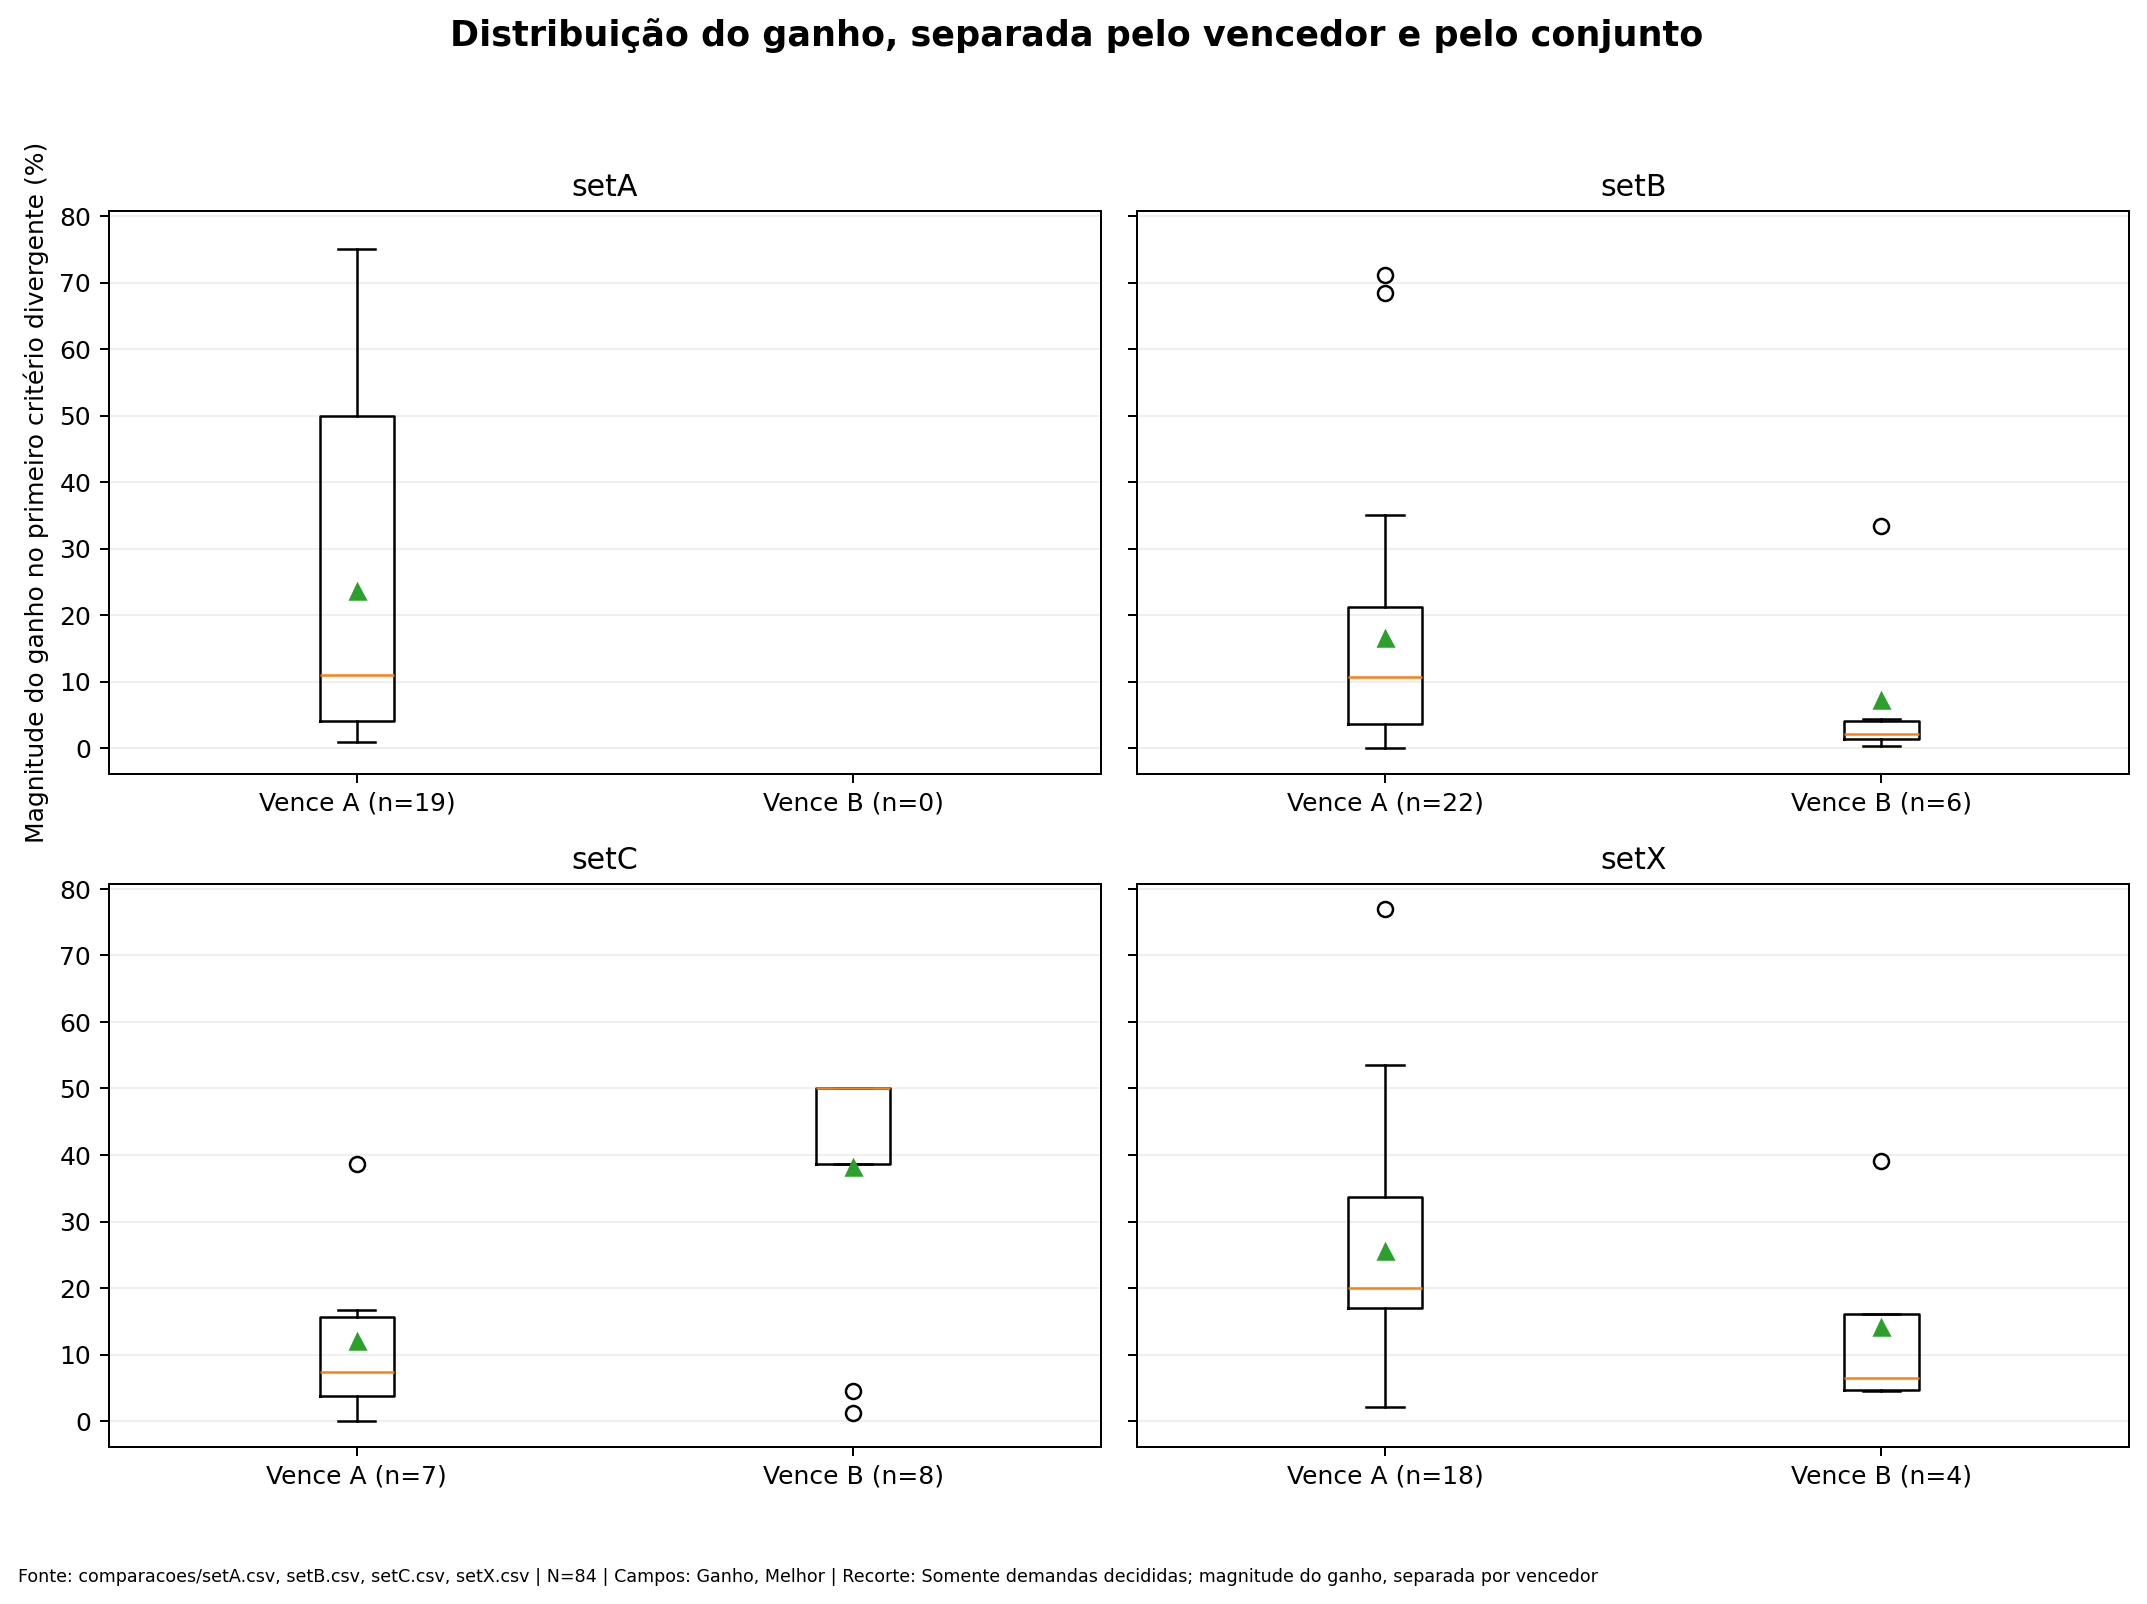 Distribuição do ganho, separada pelo vencedor e pelo conjunto
Magnitude do ganho no primeiro critério divergente (%)
setA
80
70
60
50
40
30
20
10
0
Vence A (n=19)
Vence B (n=0)
setB
Vence A (n=22)
Vence B (n=6)
setC
80
70
60
50
40
30
20
10
0
Vence A (n=7)
Vence B (n=8)
setX
Vence A (n=18)
Vence B (n=4)
Fonte: comparacoes/setA.csv, setB.csv, setC.csv, setX.csv | N=84 | Campos: Ganho, Melhor | Recorte: Somente demandas decididas; magnitude do ganho, separada por vencedor